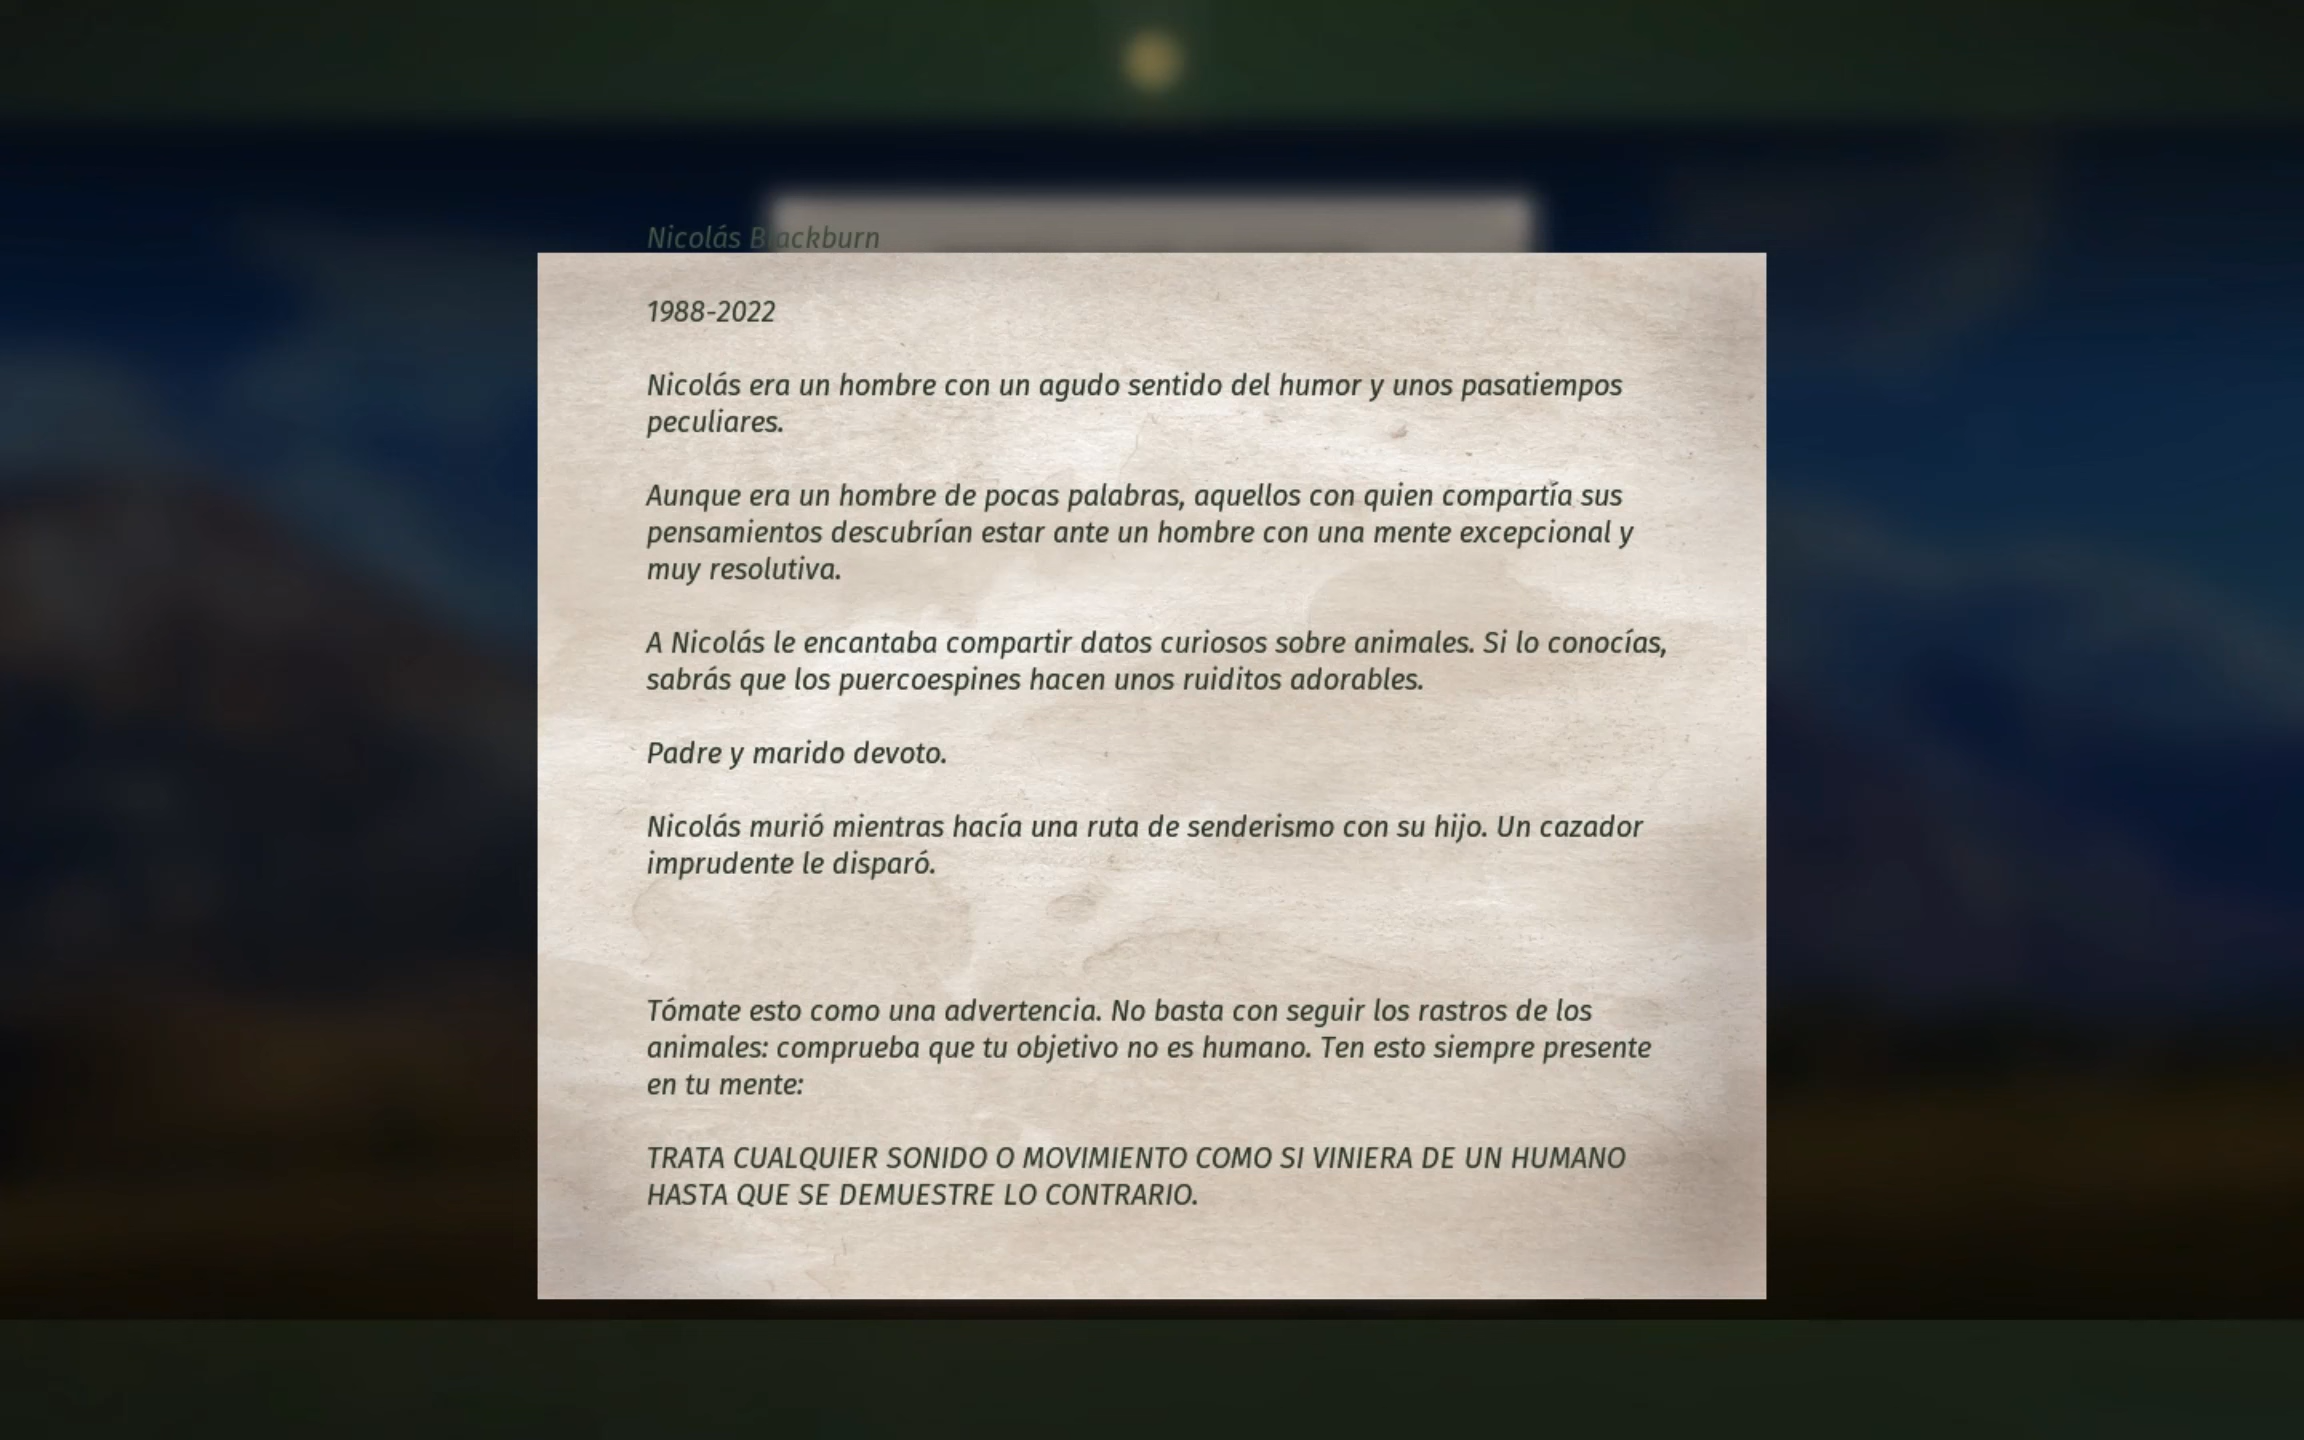 Nicolás Blackburn
1988-2022
Nicolás era un hombre con un agudo sentido del humor y unos pasatiempos
peculiares.
Aunque era un hombre de pocas palabras, aquellos con quien compartía sus
pensamientos descubrían estar ante un hombre con una mente excepcional y
muy resolutiva.
A Nicolás le encantaba compartir datos curiosos sobre animales. Si lo conocías,
sabrás que los puercoespines hacen unos ruiditos adorables.
Padre y marido devoto.
Nicolás murió mientras hacía una ruta de senderismo con su hijo. Un cazador
imprudente le disparó.
Tómate esto como una advertencia. No basta con seguir los rastros de los
animales: comprueba que tu objetivo no es humano. Ten esto siempre presente
en tu mente:
TRATA CUALQUIER SONIDO O MOVIMIENTO COMO SI VINIERA DE UN HUMANO
HASTA QUE SE DEMUESTRE LO CONTRARIO.